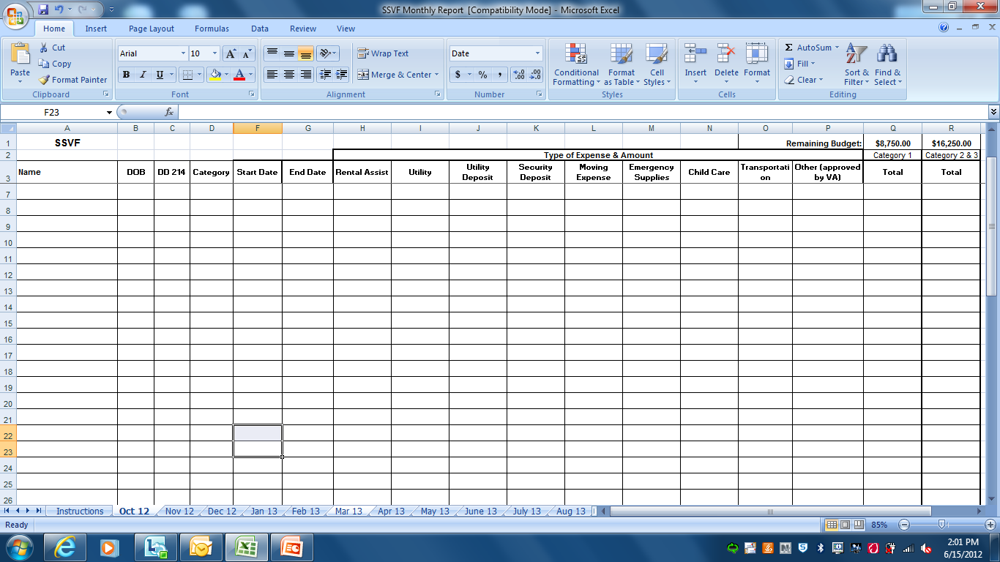 SSVF Monthly Report [Compatibility Mode] - Microsoft Excel
Home Insert Page Layout Formulas Data Review View
Paste Cut Copy Format Painter
Arial 10 A A
B I U A
Wrap Text
Merge & Center
Date
$ % ,
Conditional Formatting Format as Table Cell Styles
Insert Delete Format
Σ AutoSum Fill Clear
Sort & Filter Find & Select
Clipboard Font Alignment Number Styles Cells Editing
F23 fx
A B C D F G H I J K L M N O P Q R
1 SSVF Remaining Budget: $8,750.00 $16,250.00
2 Type of Expense & Amount Category 1 Category 2 & 3
3 Name DOB DD 214 Category Start Date End Date Rental Assist Utility Utility Deposit Security Deposit Moving Expense Emergency Supplies Child Care Transportation Other (approved by VA) Total Total
7
8
9
10
11
12
13
14
15
16
17
18
19
20
21
22
23
24
25
26
Instructions Oct 12 Nov 12 Dec 12 Jan 13 Feb 13 Mar 13 Apr 13 May 13 June 13 July 13 Aug 13
Ready 85%
2:01 PM
6/15/2012